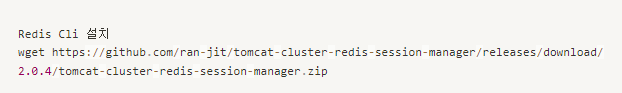 Redis Cli 설치
wget https://github.com/ran-jit/tomcat-cluster-redis-session-manager/releases/download/
2.0.4/tomcat-cluster-redis-session-manager.zip